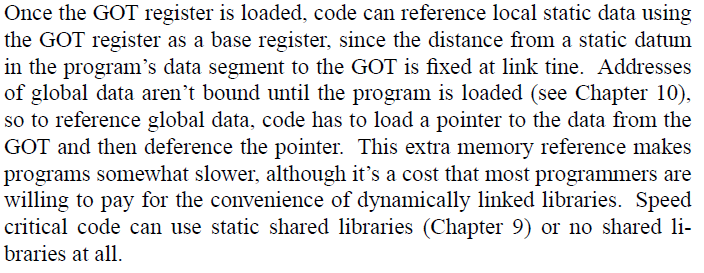 Once the GOT register is loaded, code can reference local static data using
the GOT register as a base register, since the distance from a static datum
in the program’s data segment to the GOT is fixed at link tine. Addresses
of global data aren’t bound until the program is loaded (see Chapter 10),
so to reference global data, code has to load a pointer to the data from the
GOT and then deference the pointer. This extra memory reference makes
programs somewhat slower, although it’s a cost that most programmers are
willing to pay for the convenience of dynamically linked libraries. Speed
critical code can use static shared libraries (Chapter 9) or no shared li-
braries at all.